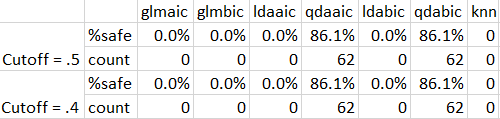 glmaic glmbic ldaaic qdaaic ldabic qdabic knn
%safe 0.0% 0.0% 0.0% 86.1% 0.0% 86.1% 0
Cutoff = .5 count 0 0 0 62 0 62 0
%safe 0.0% 0.0% 0.0% 86.1% 0.0% 86.1% 0
Cutoff = .4 count 0 0 0 62 0 62 0